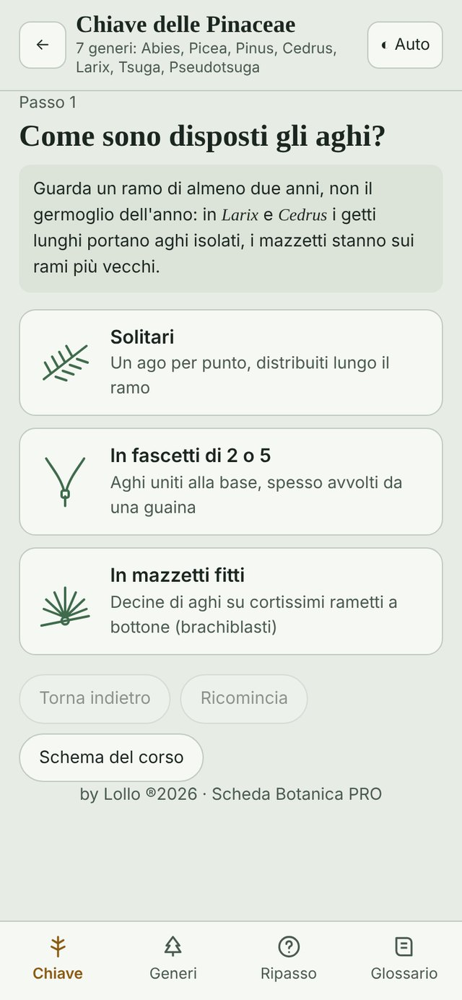 Chiave delle Pinaceae
7 generi: Abies, Picea, Pinus, Cedrus,
Larix, Tsuga, Pseudotsuga
Auto
Passo 1
Come sono disposti gli aghi?
Guarda un ramo di almeno due anni, non il
germoglio dell'anno: in Larix e Cedrus i getti
lunghi portano aghi isolati, i mazzetti stanno sui
rami più vecchi.
Solitari
Un ago per punto, distribuiti lungo il
ramo
In fascetti di 2 o 5
Aghi uniti alla base, spesso avvolti da
una guaina
In mazzetti fitti
Decine di aghi su cortissimi rametti a
bottone (brachiblasti)
Torna indietro
Ricomincia
Schema del corso
by Lollo ®2026 · Scheda Botanica PRO
Chiave
Generi
Ripasso
Glossario